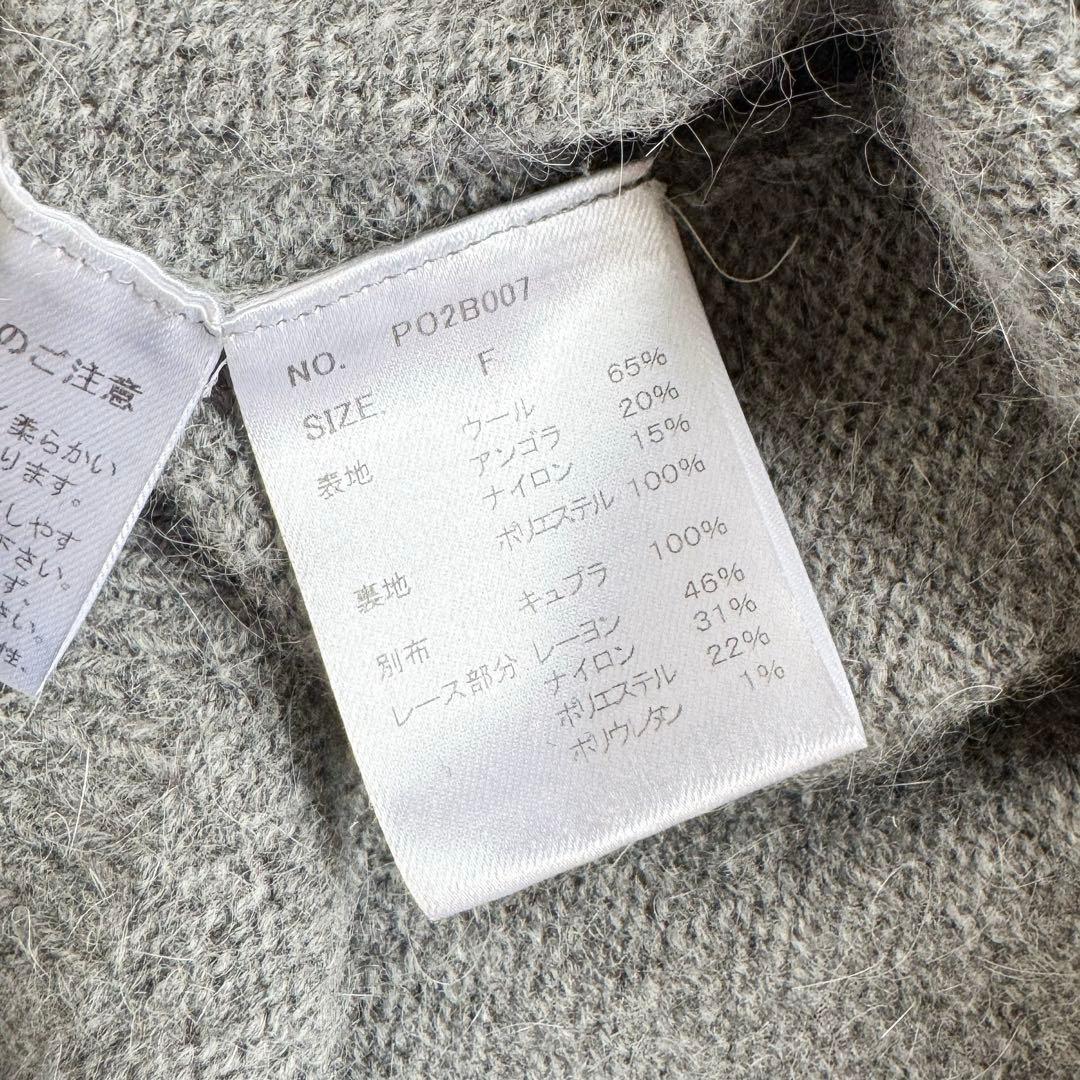 のご注意
柔らかい
ります。
しやす
下さい。
ず
さい。
性,
NO. PO2B007
SIZE. F
表地 ウール 65%
アンゴラ 20%
ナイロン 15%
裏地 ポリエステル 100%
別布 キュプラ 100%
レース部分 レーヨン 46%
ナイロン 31%
ポリエステル 22%
ポリウレタン 1%